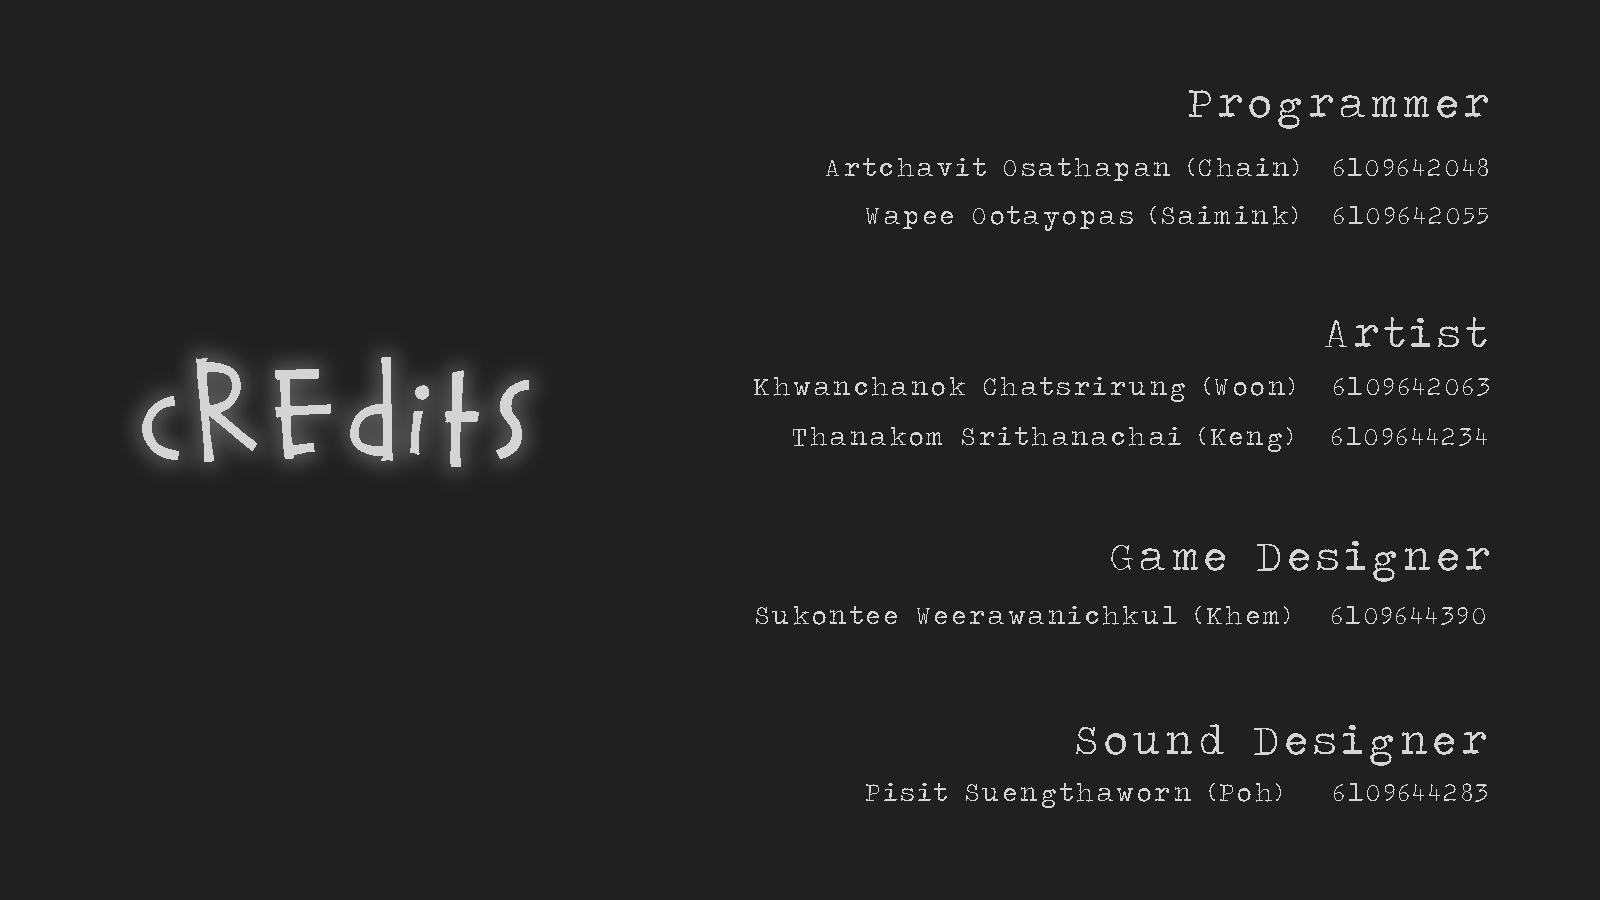 cREdits
Programmer
Artchavit Osathapan (Chain) 6109642048
Wapee Ootayopas (Saimink) 6109642055
Artist
Khwanchanok Chatsrirung (Woon) 6109642063
Thanakom Srithanachai (Keng) 6109644234
Game Designer
Sukontee Weerawanichkul (Khem) 6109644390
Sound Designer
Pisit Suengthaworn (Poh) 6109644283